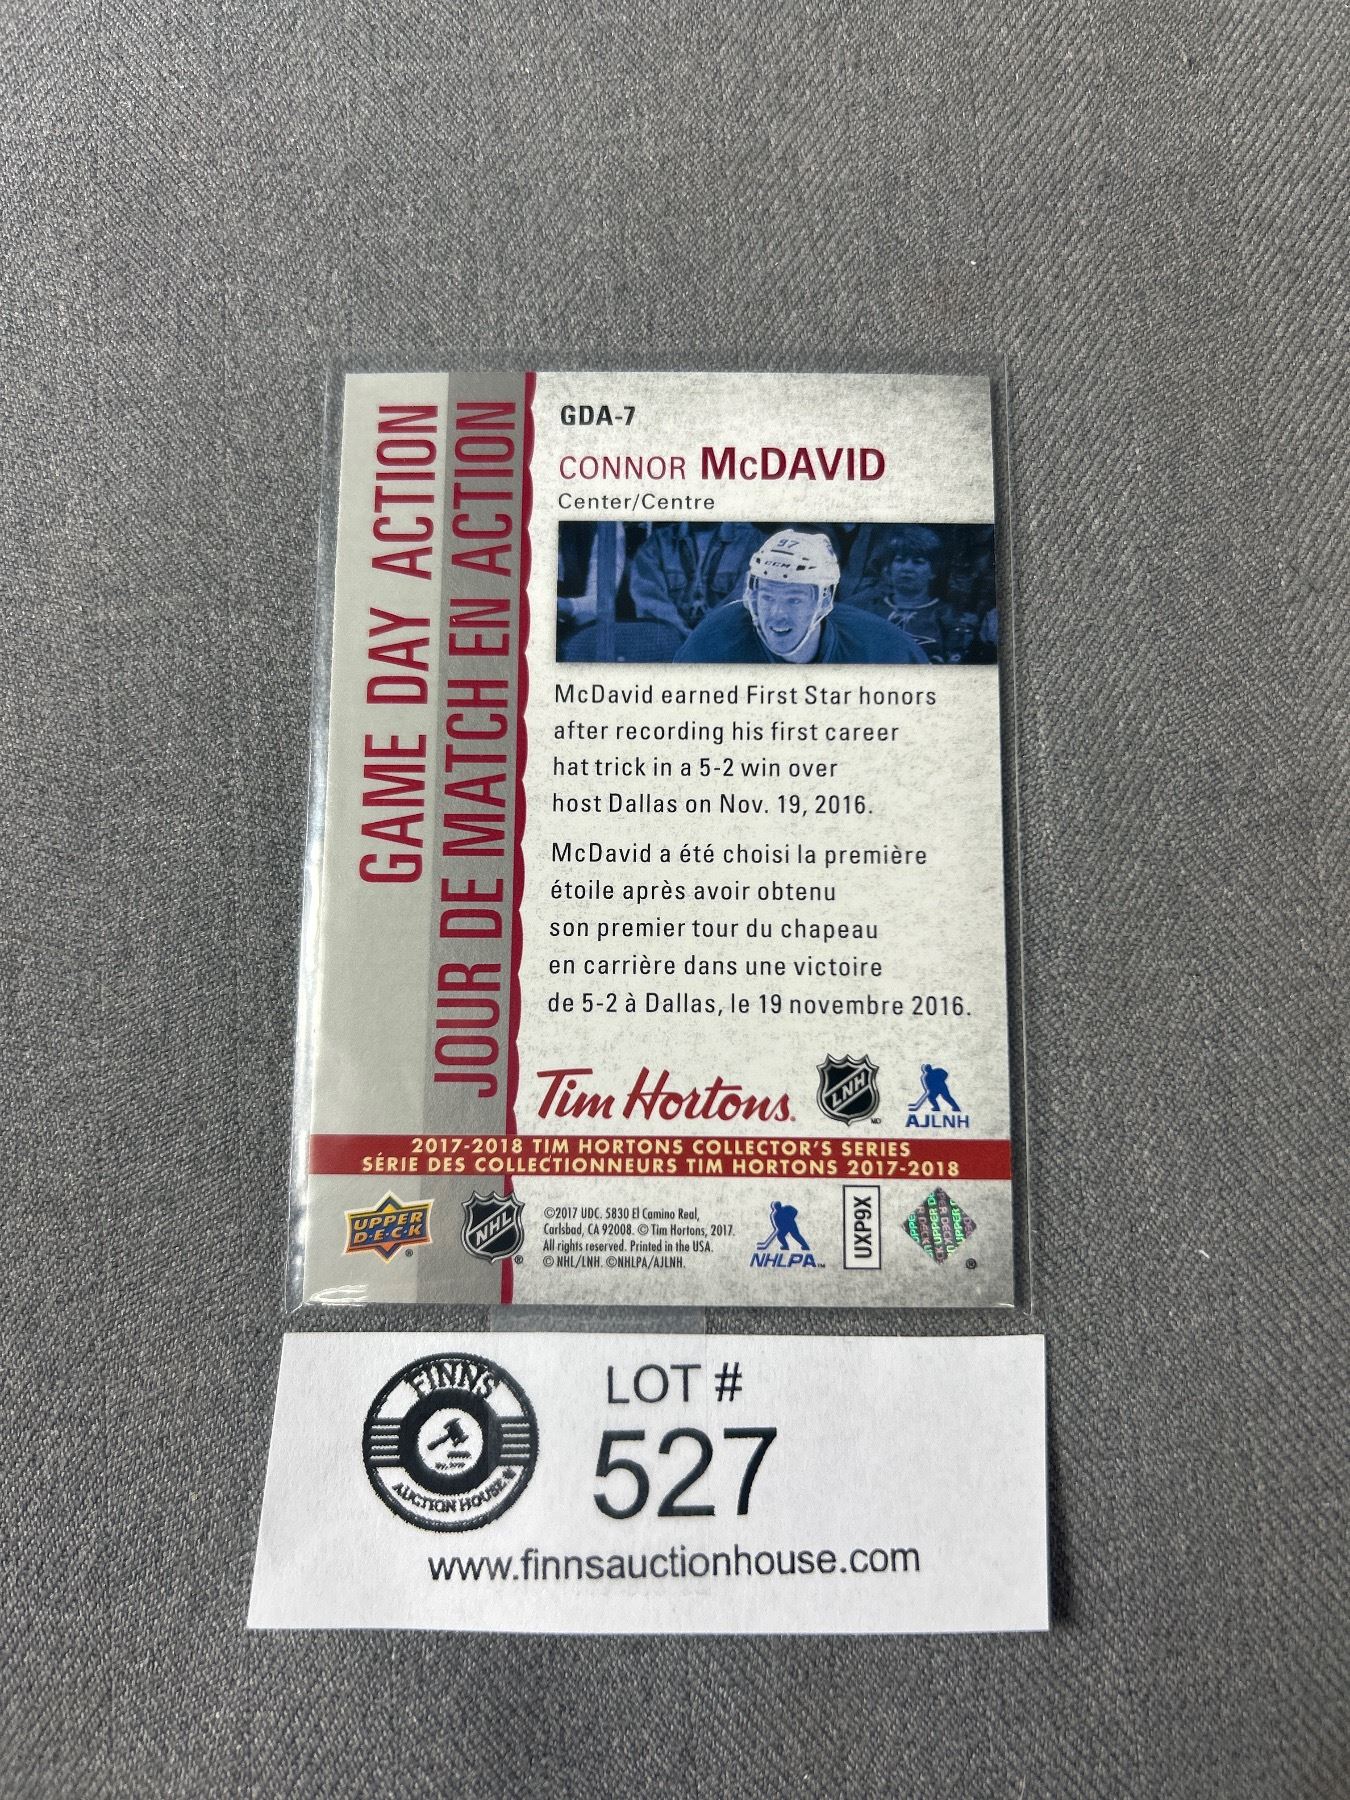 GAME DAY ACTION
JOUR DE MATCH EN ACTION
GDA-7
CONNOR McDAVID
Center/Centre
97
CCM
McDavid earned First Star honors
after recording his first career
hat trick in a 5-2 win over
host Dallas on Nov. 19, 2016.
McDavid a été choisi la première
étoile après avoir obtenu
son premier tour du chapeau
en carrière dans une victoire
de 5-2 à Dallas, le 19 novembre 2016.
Tim Hortons.
LNH
AJLNH
2017-2018 TIM HORTONS COLLECTOR'S SERIES
SÉRIE DES COLLECTIONNEURS TIM HORTONS 2017-2018
UPPER
D·E·C·K
®
NHL
®
©2017 UDC. 5830 El Camino Real,
Carlsbad, CA 92008. © Tim Hortons, 2017.
All rights reserved. Printed in the USA.
© NHL/LNH. ©NHLPA/AJLNH.
NHLPA™
UXP9X
UPPER D
®
FINNS
AUCTION HOUSE
LOT #
527
www.finnsauctionhouse.com